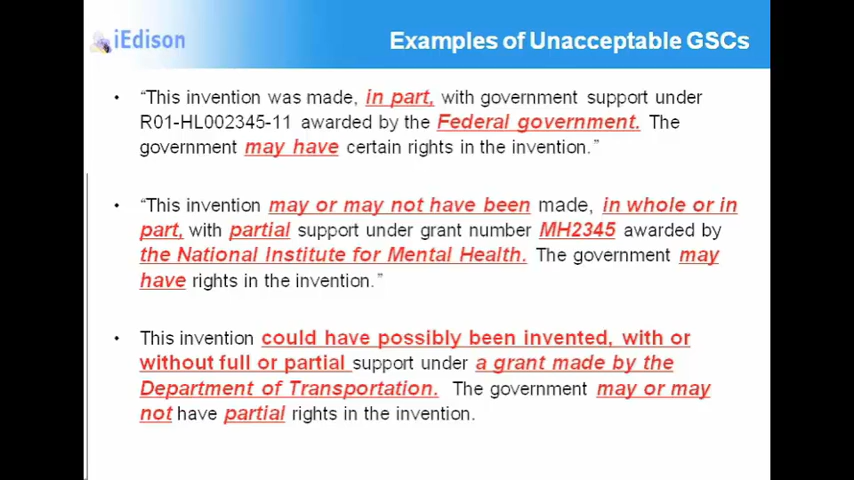 iEdison
Examples of Unacceptable GSCs
• “This invention was made, in part, with government support under
R01-HL002345-11 awarded by the Federal government. The
government may have certain rights in the invention.”
• “This invention may or may not have been made, in whole or in
part, with partial support under grant number MH2345 awarded by
the National Institute for Mental Health. The government may
have rights in the invention.”
• This invention could have possibly been invented, with or
without full or partial support under a grant made by the
Department of Transportation. The government may or may
not have partial rights in the invention.